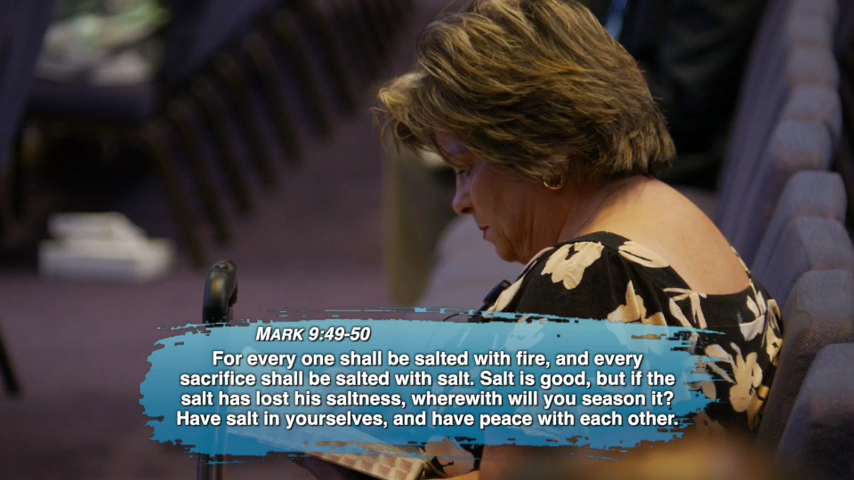 MARK 9:49-50
For every one shall be salted with fire, and every
sacrifice shall be salted with salt. Salt is good, but if the
salt has lost his saltness, wherewith will you season it?
Have salt in yourselves, and have peace with each other.